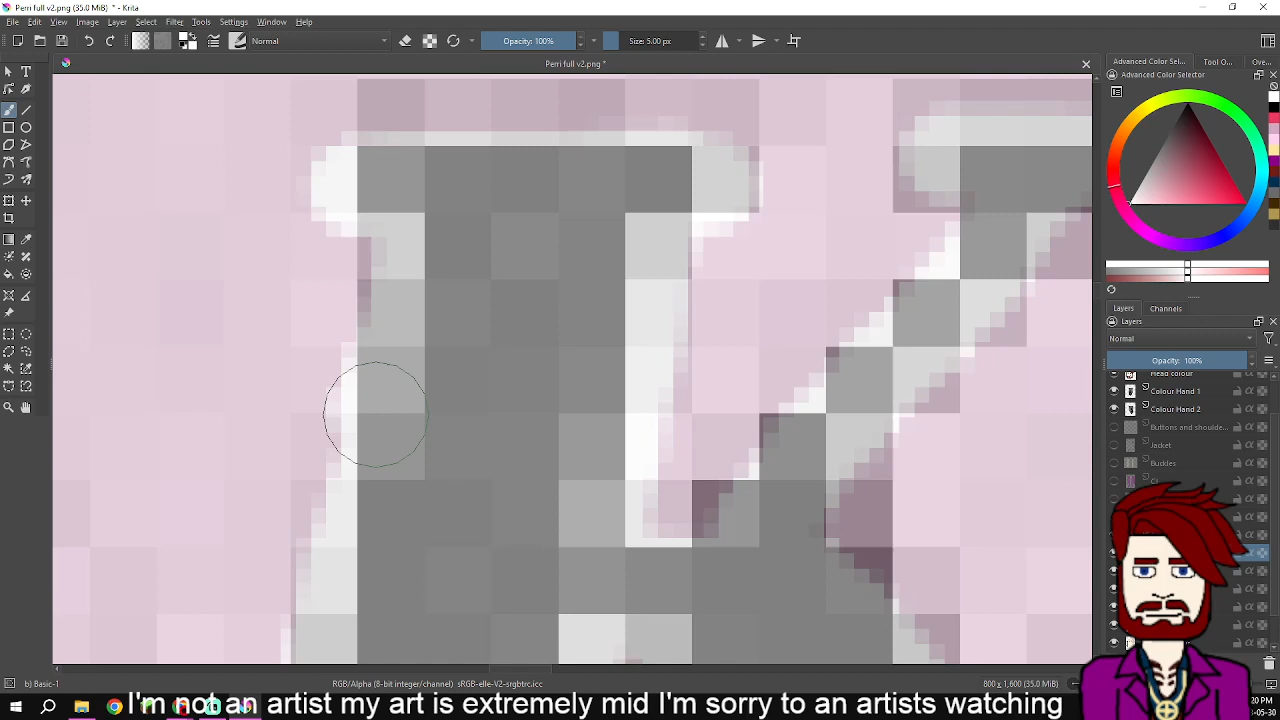 Perri full v2.png (35.0 MiB) * - Krita
File Edit View Image Layer Select Filter Tools Settings Window Help
Normal Opacity: 100% Size: 5.00 px
Perri full v2.png *
Advanced Color Sel... Tool O... Ove...
Advanced Color Selector
Layers Channels
Layers
Normal
Opacity: 100%
Head colour
Colour Hand 1
Colour Hand 2
Buttons and shoulde...
Jacket
Buckles
b) Basic-1 RGB/Alpha (8-bit integer/channel) sRGB-elle-V2-srgbtrc.icc 800 x 1,600 (35.0 MiB)
I'm not an artist my art is extremely mid I'm sorry to an artists watching